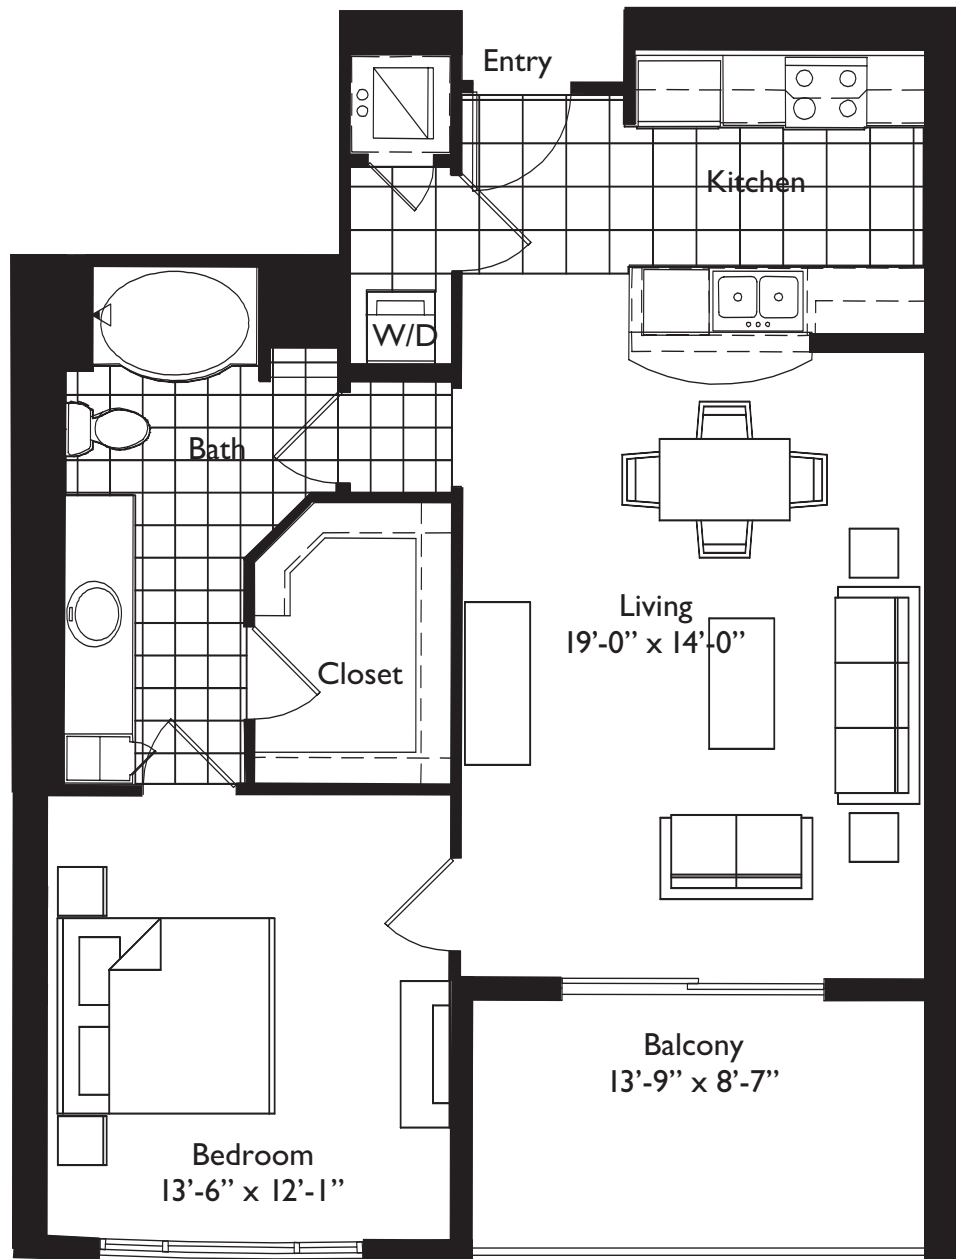 Entry
Kitchen
W/D
Bath
Living
19’-0” x 14’-0”
Closet
Balcony
13’-9” x 8’-7”
Bedroom
13’-6” x 12’-1”